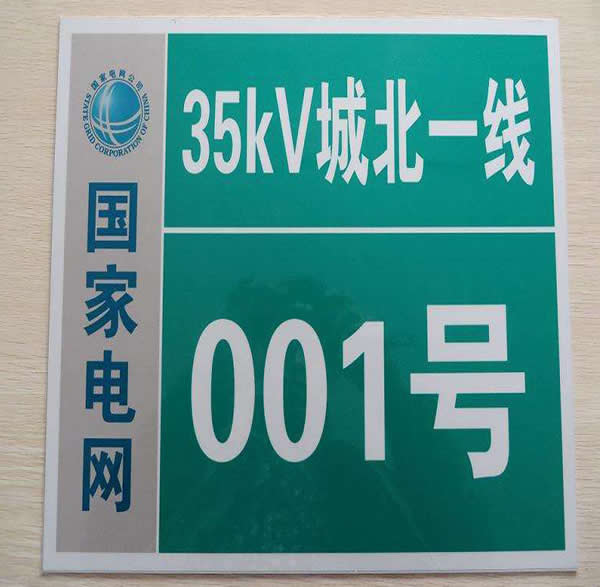 国家电网公司
STATE GRID CORPORATION OF CHINA
国家电网
35kV城北一线
001号